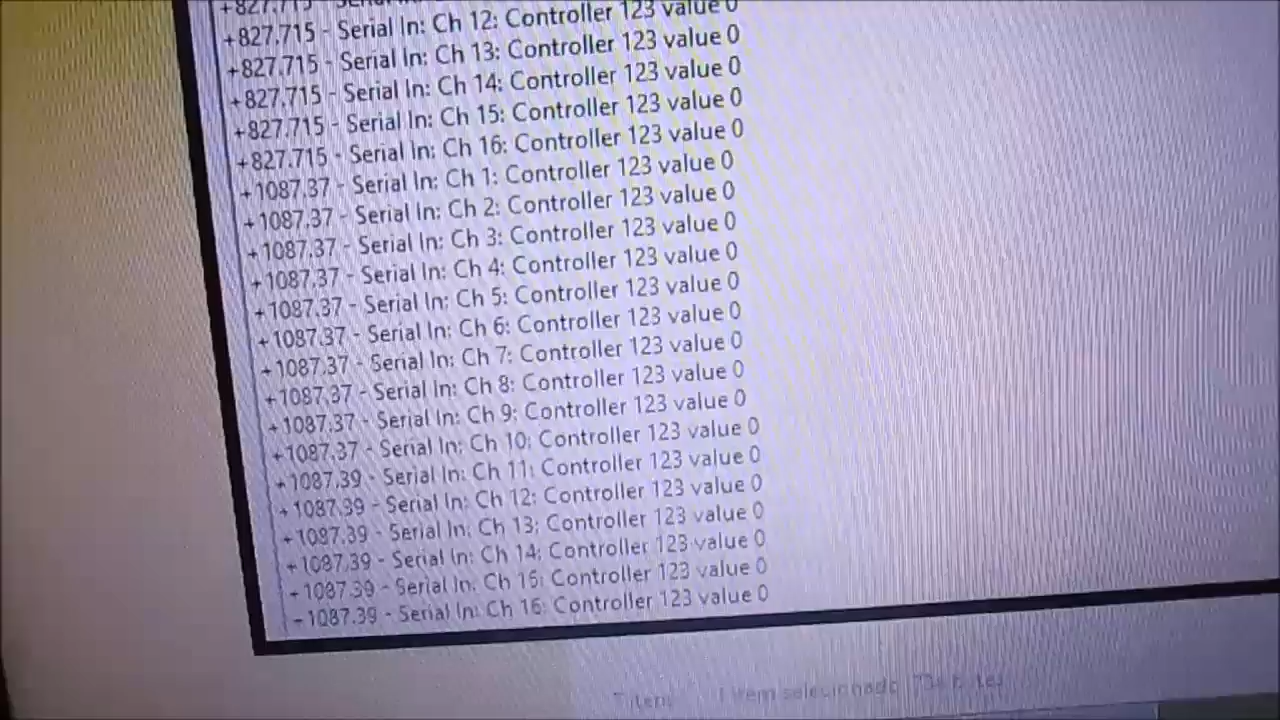 +827.715 -
+827.715 - Serial In: Ch 12: Controller 123 value 0
+827.715 - Serial In: Ch 13: Controller 123 value 0
+827.715 - Serial In: Ch 14: Controller 123 value 0
+827.715 - Serial In: Ch 15: Controller 123 value 0
+827.715 - Serial In: Ch 16: Controller 123 value 0
+1087.37 - Serial In: Ch 1: Controller 123 value 0
+1087.37 - Serial In: Ch 2: Controller 123 value 0
+1087.37 - Serial In: Ch 3: Controller 123 value 0
+1087.37 - Serial In: Ch 4: Controller 123 value 0
+1087.37 - Serial In: Ch 5: Controller 123 value 0
+1087.37 - Serial In: Ch 6: Controller 123 value 0
+1087.37 - Serial In: Ch 7: Controller 123 value 0
+1087.37 - Serial In: Ch 8: Controller 123 value 0
+1087.37 - Serial In: Ch 9: Controller 123 value 0
+1087.37 - Serial In: Ch 10: Controller 123 value 0
+1087.39 - Serial In: Ch 11: Controller 123 value 0
+1087.39 - Serial In: Ch 12: Controller 123 value 0
+1087.39 - Serial In: Ch 13: Controller 123 value 0
+1087.39 - Serial In: Ch 14: Controller 123 value 0
+1087.39 - Serial In: Ch 15: Controller 123 value 0
+1087.39 - Serial In: Ch 16: Controller 123 value 0
item selecionado